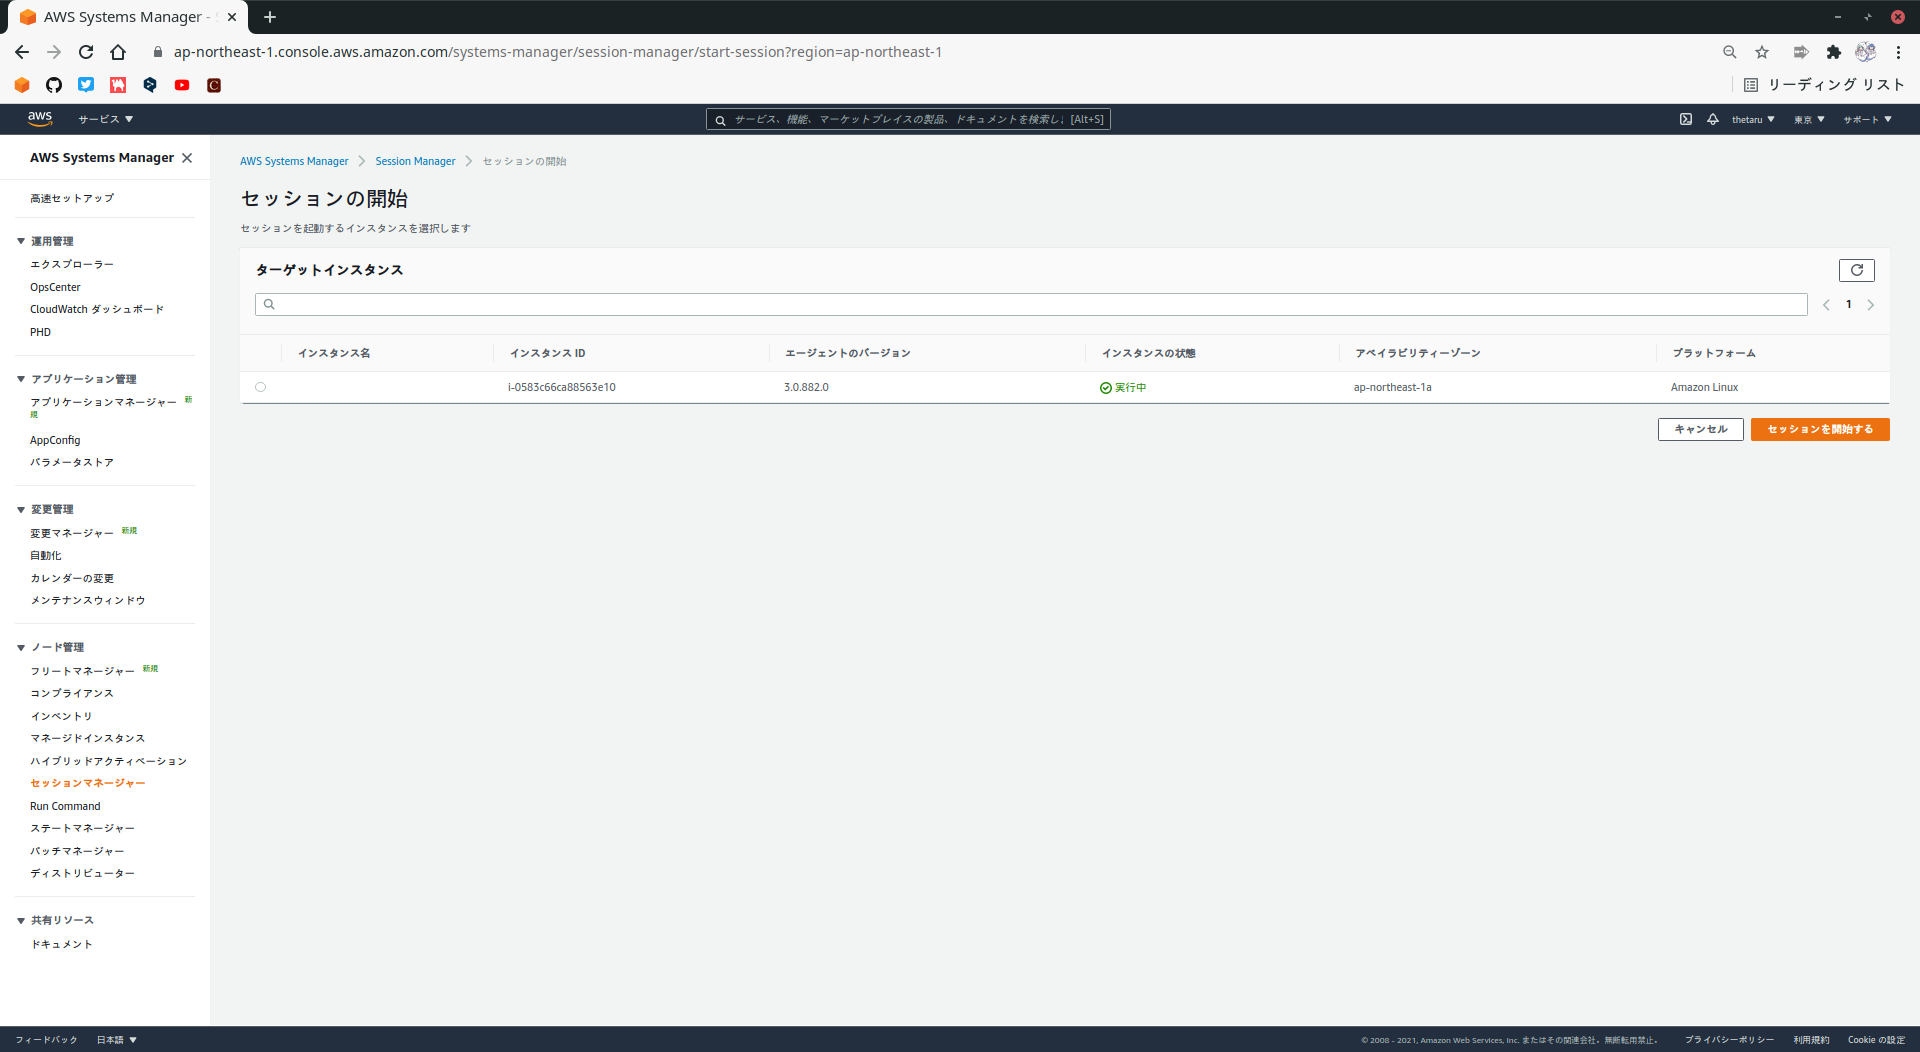 AWS Systems Manager -
ap-northeast-1.console.aws.amazon.com/systems-manager/session-manager/start-session?region=ap-northeast-1
リーディング リスト
aws サービス サービス、機能、マーケットプレイスの製品、ドキュメントを検索し [Alt+S] thetaru 東京 サポート
AWS Systems Manager
高速セットアップ
運用管理
エクスプローラー
OpsCenter
CloudWatch ダッシュボード
PHD
アプリケーション管理
アプリケーションマネージャー 新
規
AppConfig
パラメータストア
変更管理
変更マネージャー 新規
自動化
カレンダーの変更
メンテナンスウィンドウ
ノード管理
フリートマネージャー 新規
コンプライアンス
インベントリ
マネージドインスタンス
ハイブリッドアクティベーション
セッションマネージャー
Run Command
ステートマネージャー
パッチマネージャー
ディストリビューター
共有リソース
ドキュメント
AWS Systems Manager Session Manager セッションの開始
セッションの開始
セッションを起動するインスタンスを選択します
ターゲットインスタンス
1
インスタンス名 インスタンス ID エージェントのバージョン インスタンスの状態 アベイラビリティーゾーン プラットフォーム
i-0583c66ca88563e10 3.0.882.0 実行中 ap-northeast-1a Amazon Linux
キャンセル セッションを開始する
フィードバック 日本語 © 2008 - 2021, Amazon Web Services, Inc. またはその関連会社。無断転用禁止。 プライバシーポリシー 利用規約 Cookie の設定